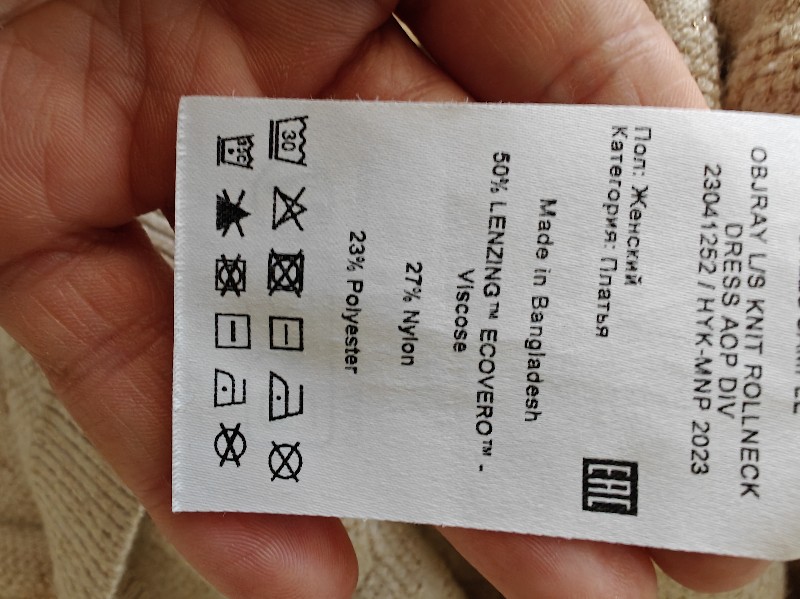 OBJRAY L/S KNIT ROLLNECK
DRESS AOP DIV
23041252 / HYK-MNP 2023
Пол: Женский
Категория: Платья
EAC
Made in Bangladesh
50% LENZING™ ECOVERO™ -
Viscose
27% Nylon
23% Polyester
30